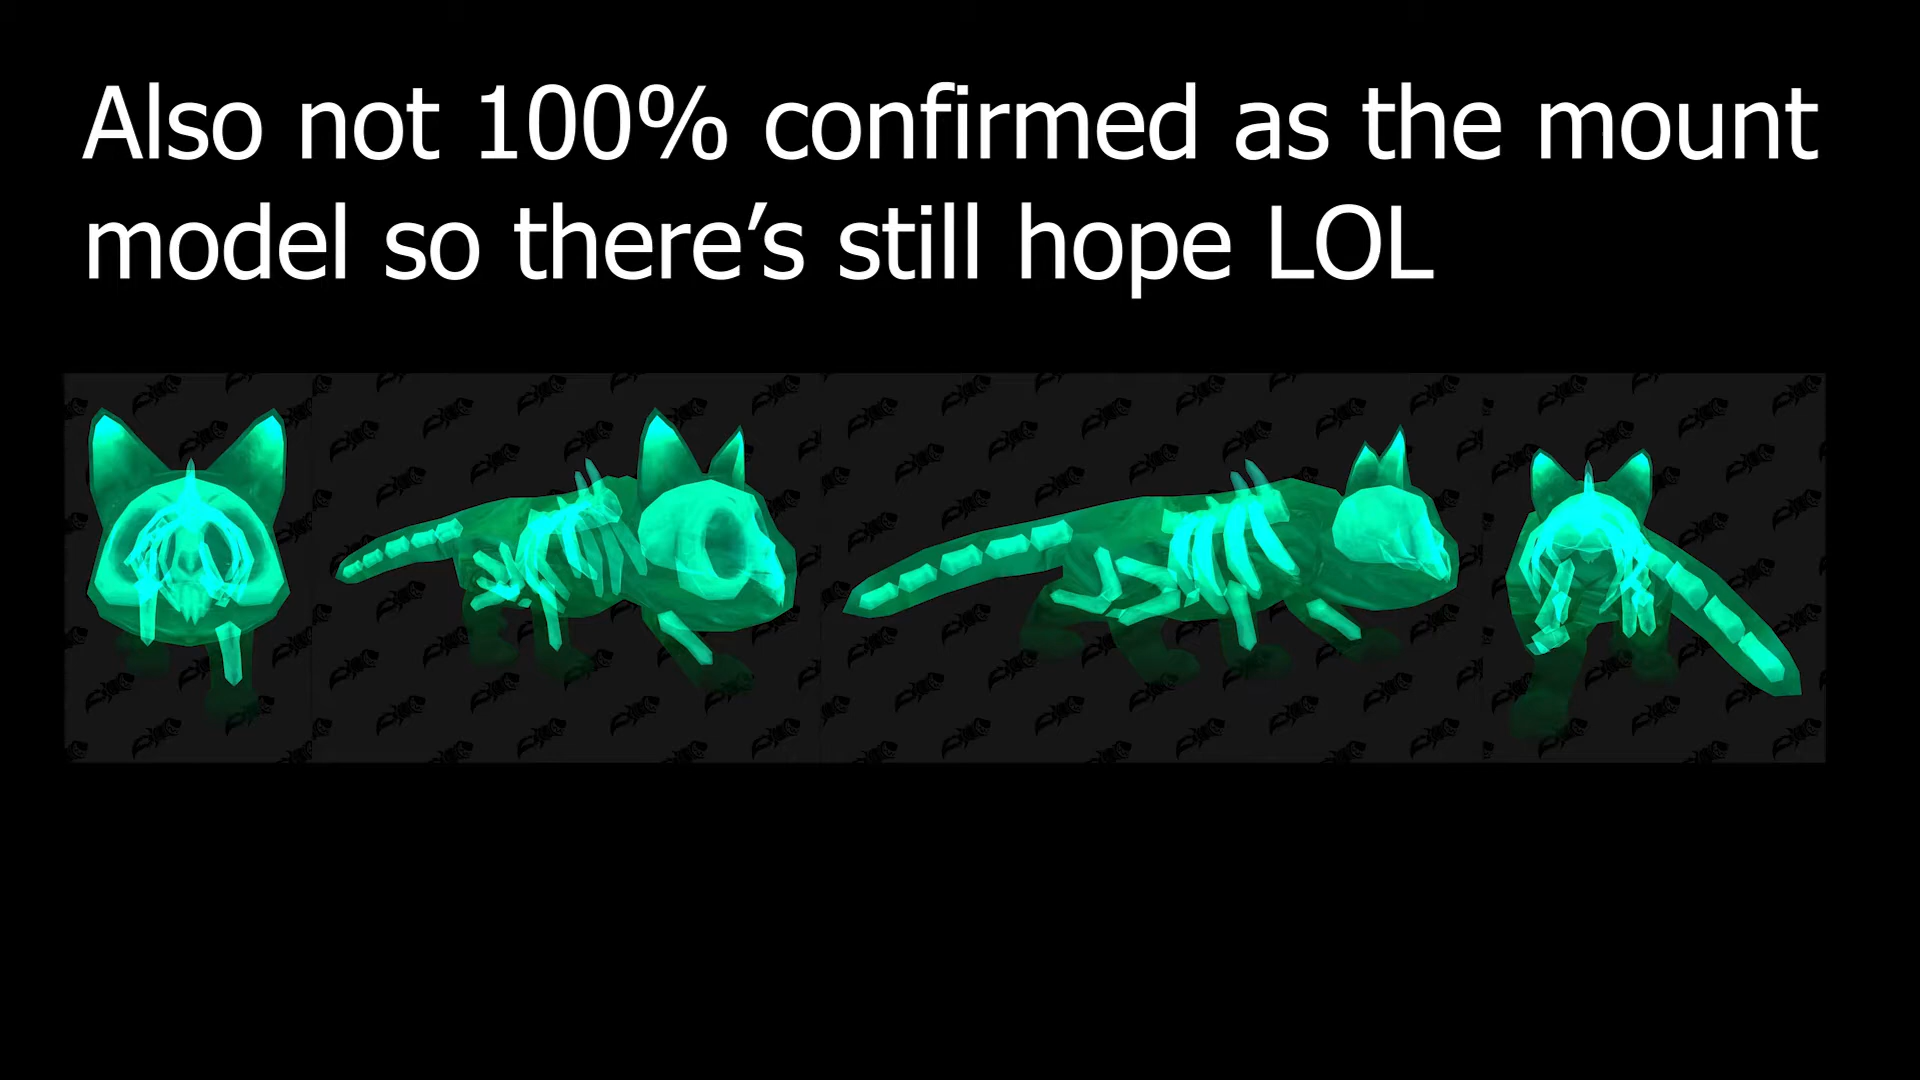 Also not 100% confirmed as the mount
model so there’s still hope LOL